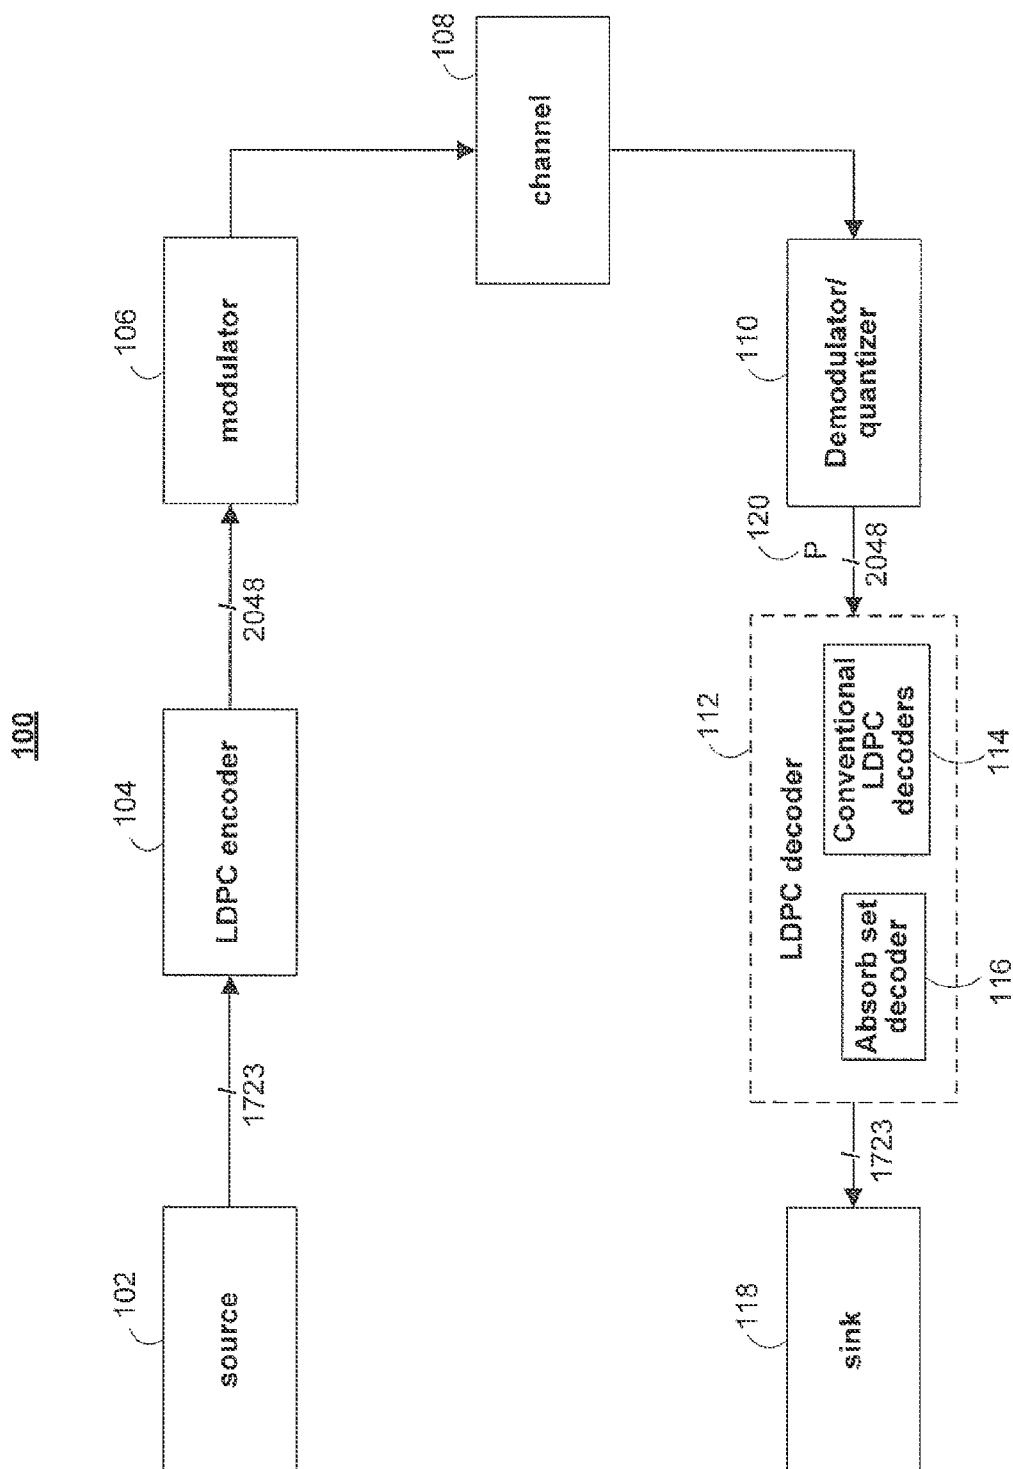 100
102
source
1723
104
LDPC encoder
2048
106
modulator
108
channel
110
Demodulator/
quantizer
120
P
2048
112
LDPC decoder
Conventional
LDPC
decoders
114
Absorb set
decoder
116
1723
118
sink